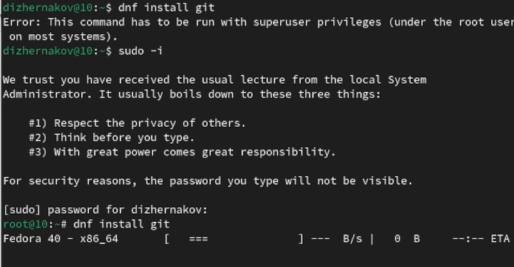 dizhernakov@10:~$ dnf install git
Error: This command has to be run with superuser privileges (under the root user
 on most systems).
dizhernakov@10:~$ sudo -i

We trust you have received the usual lecture from the local System
Administrator. It usually boils down to these three things:

    #1) Respect the privacy of others.
    #2) Think before you type.
    #3) With great power comes great responsibility.

For security reasons, the password you type will not be visible.

[sudo] password for dizhernakov:
root@10:~# dnf install git
Fedora 40 - x86_64       [   ===              ] ---  B/s |   0  B     --:-- ETA